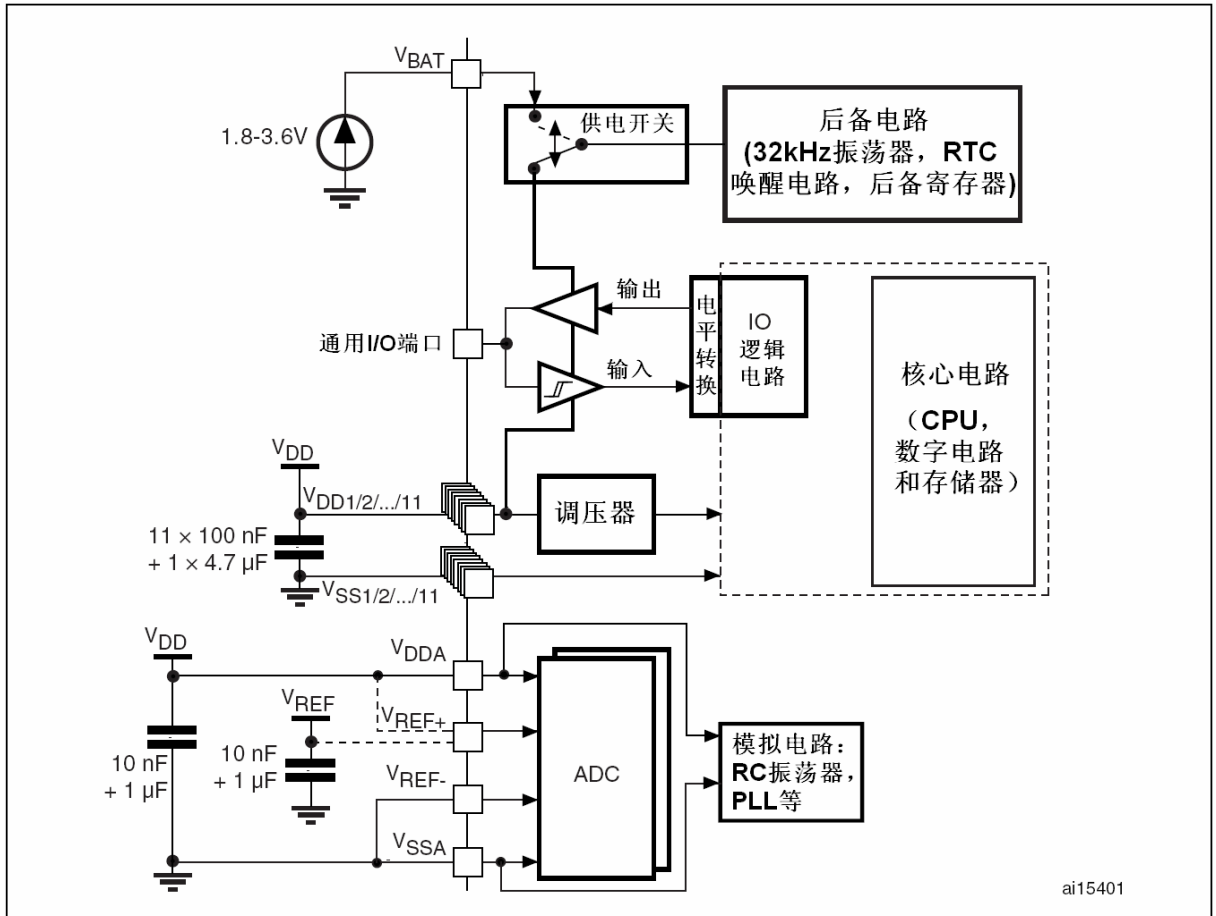 VBAT
1.8-3.6V
供电开关
后备电路
(32kHz振荡器，RTC
唤醒电路，后备寄存器)
输出
通用I/O端口
输入
电平转换
IO
逻辑
电路
核心电路
（CPU，
数字电路
和存储器）
VDD
VDD1/2/.../11
11 × 100 nF
+ 1 × 4.7 µF
调压器
VSS1/2/.../11
VDD
VDDA
VREF
VREF+
10 nF
+ 1 µF
10 nF
+ 1 µF
VREF-
ADC
模拟电路：
RC振荡器，
PLL等
VSSA
ai15401